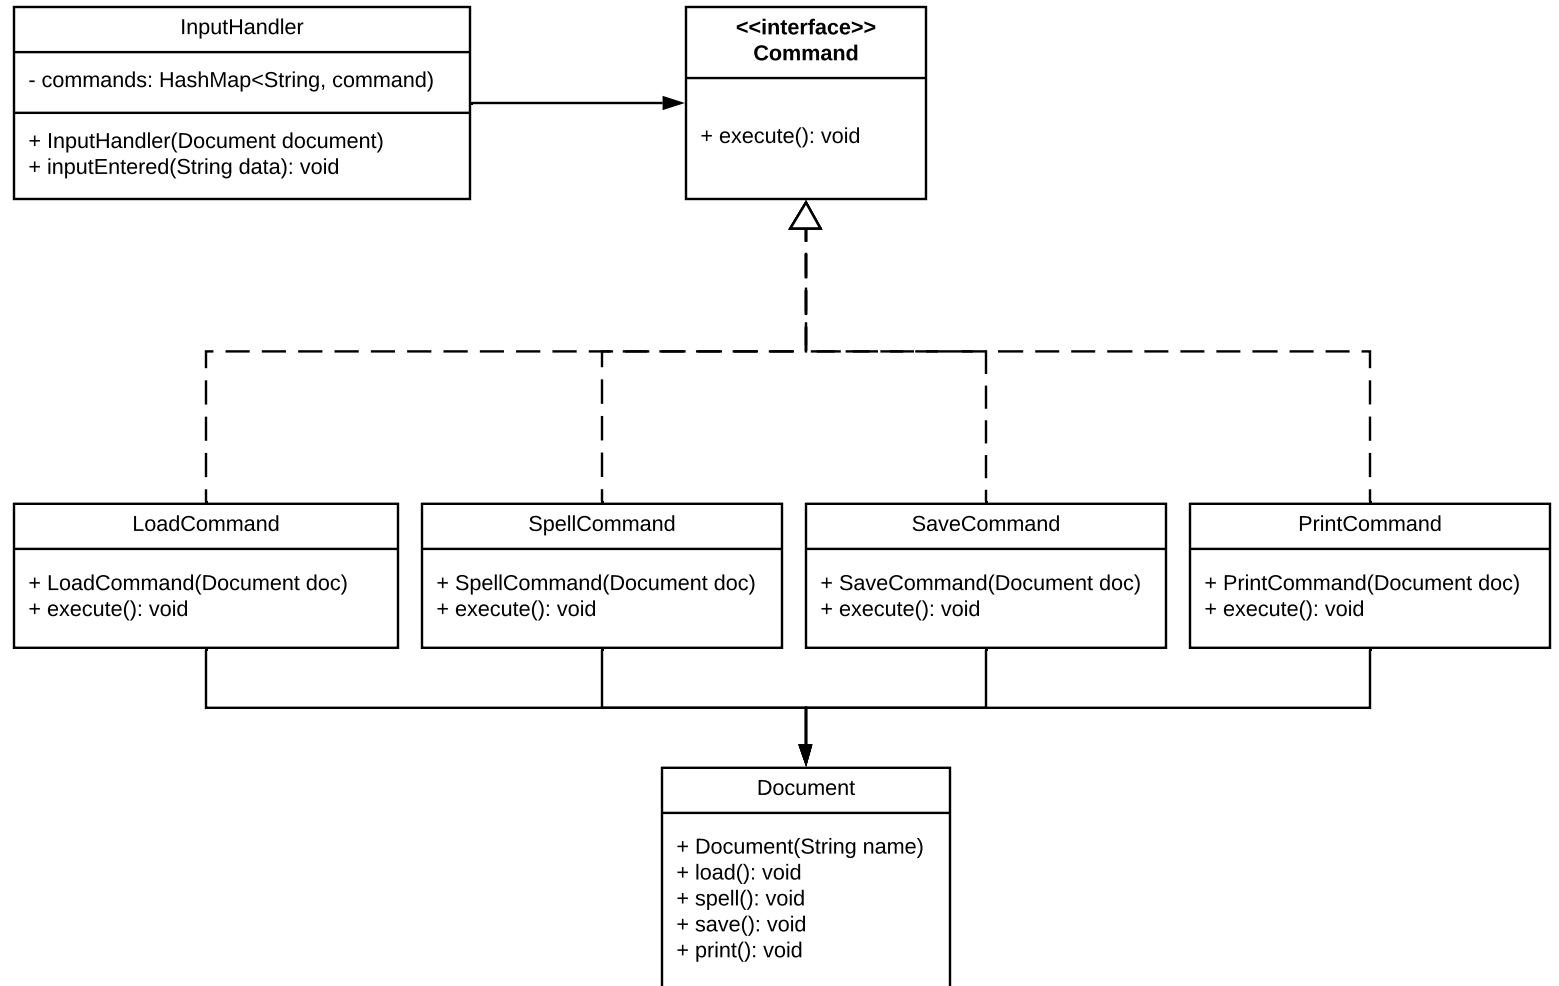 InputHandler
- commands: HashMap<String, command)
+ InputHandler(Document document)
+ inputEntered(String data): void
<<interface>>
Command
+ execute(): void
LoadCommand
+ LoadCommand(Document doc)
+ execute(): void
SpellCommand
+ SpellCommand(Document doc)
+ execute(): void
SaveCommand
+ SaveCommand(Document doc)
+ execute(): void
PrintCommand
+ PrintCommand(Document doc)
+ execute(): void
Document
+ Document(String name)
+ load(): void
+ spell(): void
+ save(): void
+ print(): void